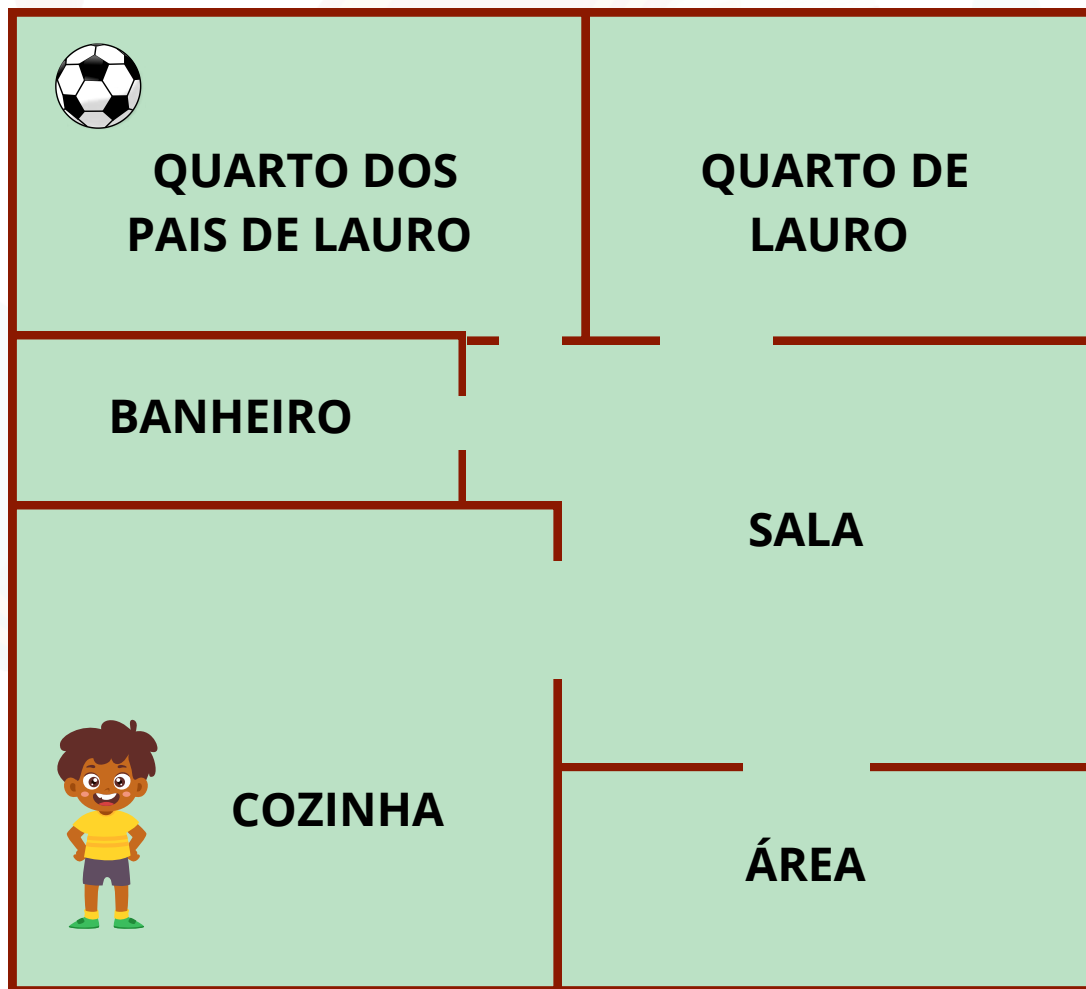 QUARTO DOS
PAIS DE LAURO
QUARTO DE
LAURO
BANHEIRO
SALA
COZINHA
ÁREA